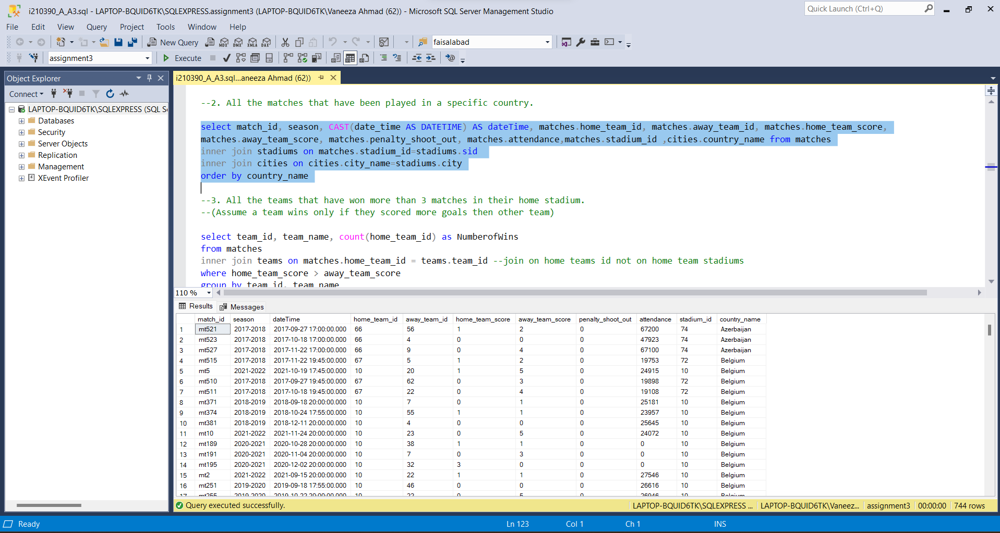 i210390_A_A3.sql - LAPTOP-BQUID6TK\SQLEXPRESS.assignment3 (LAPTOP-BQUID6TK\Vaneeza Ahmad (62)) - Microsoft SQL Server Management Studio
Quick Launch (Ctrl+Q)
File Edit View Query Project Tools Window Help
New Query MDX DMX XMLA DAX faisalabad
assignment3 Execute
Object Explorer
Connect
LAPTOP-BQUID6TK\SQLEXPRESS (SQL S
Databases
Security
Server Objects
Replication
Management
XEvent Profiler
i210390_A_A3.sql...aneeza Ahmad (62))
--2. All the matches that have been played in a specific country.
select match_id, season, CAST(date_time AS DATETIME) AS dateTime, matches.home_team_id, matches.away_team_id, matches.home_team_score,
matches.away_team_score, matches.penalty_shoot_out, matches.attendance,matches.stadium_id ,cities.country_name from matches
inner join stadiums on matches.stadium_id=stadiums.sid
inner join cities on cities.city_name=stadiums.city
order by country_name
--3. All the teams that have won more than 3 matches in their home stadium.
--(Assume a team wins only if they scored more goals then other team)
select team_id, team_name, count(home_team_id) as NumberofWins
from matches
inner join teams on matches.home_team_id = teams.team_id --join on home teams id not on home team stadiums
where home_team_score > away_team_score
group by team_id, team_name
110 %
Results Messages
match_id season dateTime home_team_id away_team_id home_team_score away_team_score penalty_shoot_out attendance stadium_id country_name
1 mt521 2017-2018 2017-09-27 17:00:00.000 66 56 1 2 0 67200 74 Azerbaijan
2 mt523 2017-2018 2017-10-18 17:00:00.000 66 4 0 0 0 47923 74 Azerbaijan
3 mt527 2017-2018 2017-11-22 17:00:00.000 66 9 0 4 0 67100 74 Azerbaijan
4 mt515 2017-2018 2017-11-22 19:45:00.000 67 5 1 2 0 19753 72 Belgium
5 mt5 2021-2022 2021-10-19 17:45:00.000 10 20 1 5 0 24915 10 Belgium
6 mt510 2017-2018 2017-09-27 19:45:00.000 67 62 0 3 0 19898 72 Belgium
7 mt511 2017-2018 2017-10-18 19:45:00.000 67 22 0 4 0 19108 72 Belgium
8 mt371 2018-2019 2018-09-18 20:00:00.000 10 7 0 1 0 25181 10 Belgium
9 mt374 2018-2019 2018-10-24 17:55:00.000 10 55 1 1 0 23957 10 Belgium
10 mt381 2018-2019 2018-12-11 20:00:00.000 10 4 0 0 0 25645 10 Belgium
11 mt10 2021-2022 2021-11-24 20:00:00.000 10 23 0 5 0 24072 10 Belgium
12 mt189 2020-2021 2020-10-28 20:00:00.000 10 38 1 1 0 0 10 Belgium
13 mt191 2020-2021 2020-11-04 20:00:00.000 10 7 0 3 0 0 10 Belgium
14 mt195 2020-2021 2020-12-02 20:00:00.000 10 32 3 0 0 0 10 Belgium
15 mt2 2021-2022 2021-09-15 20:00:00.000 10 22 1 1 0 27546 10 Belgium
16 mt251 2019-2020 2019-09-18 17:55:00.000 10 46 0 0 0 26616 10 Belgium
17 mt255 2019-2020 2019-10-22 20:00:00.000 10 22 0 5 0 26946 10 Belgium
Query executed successfully. LAPTOP-BQUID6TK\SQLEXPRESS ... LAPTOP-BQUID6TK\Vaneez... assignment3 00:00:00 744 rows
Ready Ln 123 Col 1 Ch 1 INS